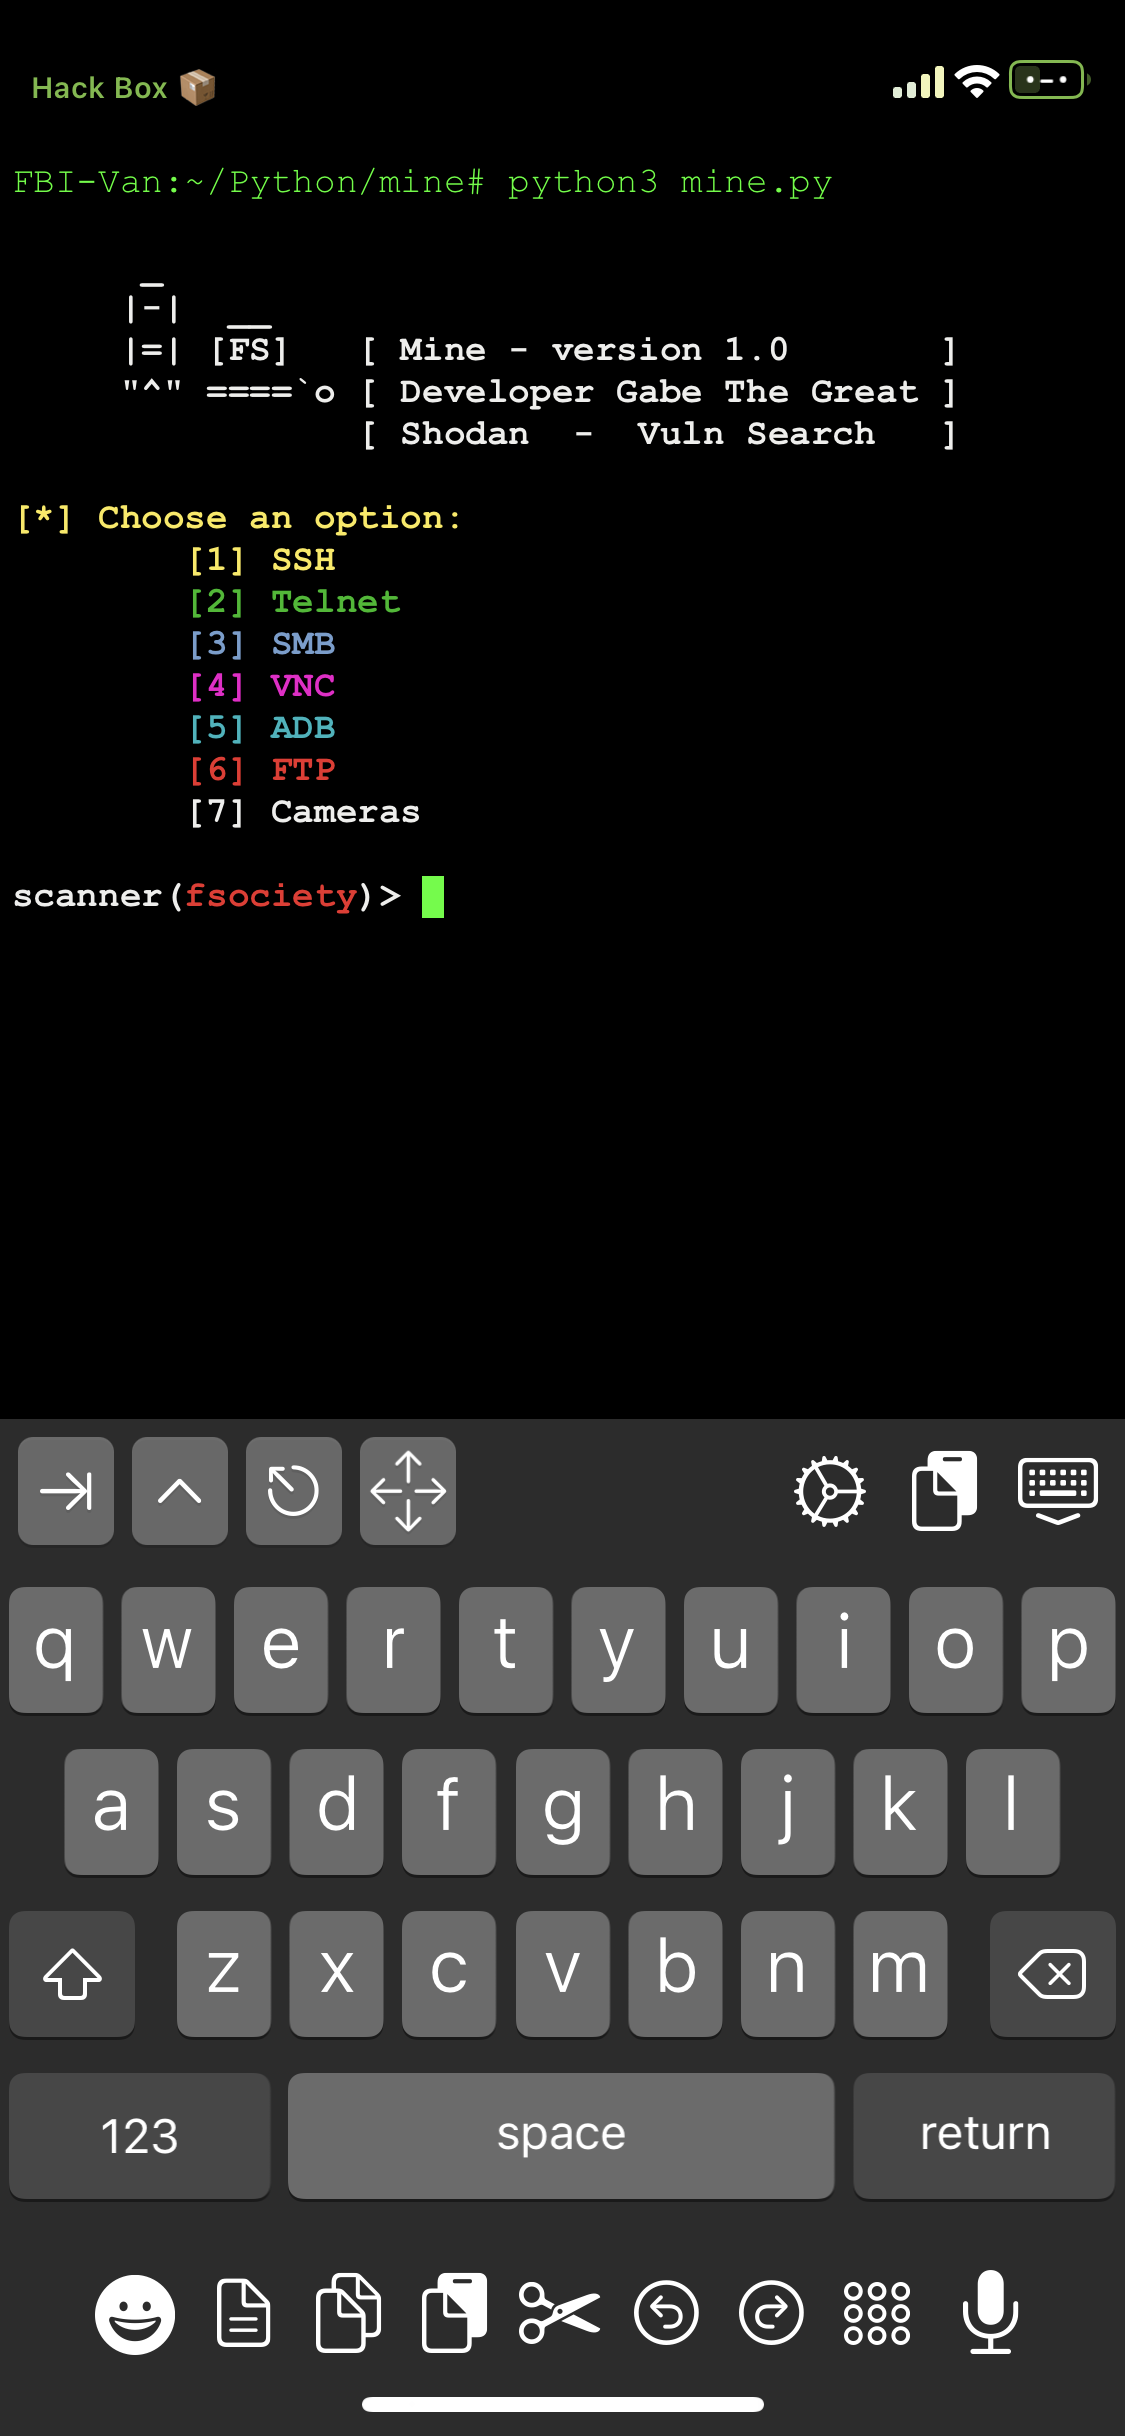 Hack Box 📦
FBI-Van:~/Python/mine# python3 mine.py
 _
|-|  __
|=| [FS]   [ Mine - version 1.0       ]
"^" ====`o [ Developer Gabe The Great ]
[ Shodan  -  Vuln Search   ]
[*] Choose an option:
[1] SSH
[2] Telnet
[3] SMB
[4] VNC
[5] ADB
[6] FTP
[7] Cameras
scanner(fsociety)>
q w e r t y u i o p
a s d f g h j k l
z x c v b n m
123 space return